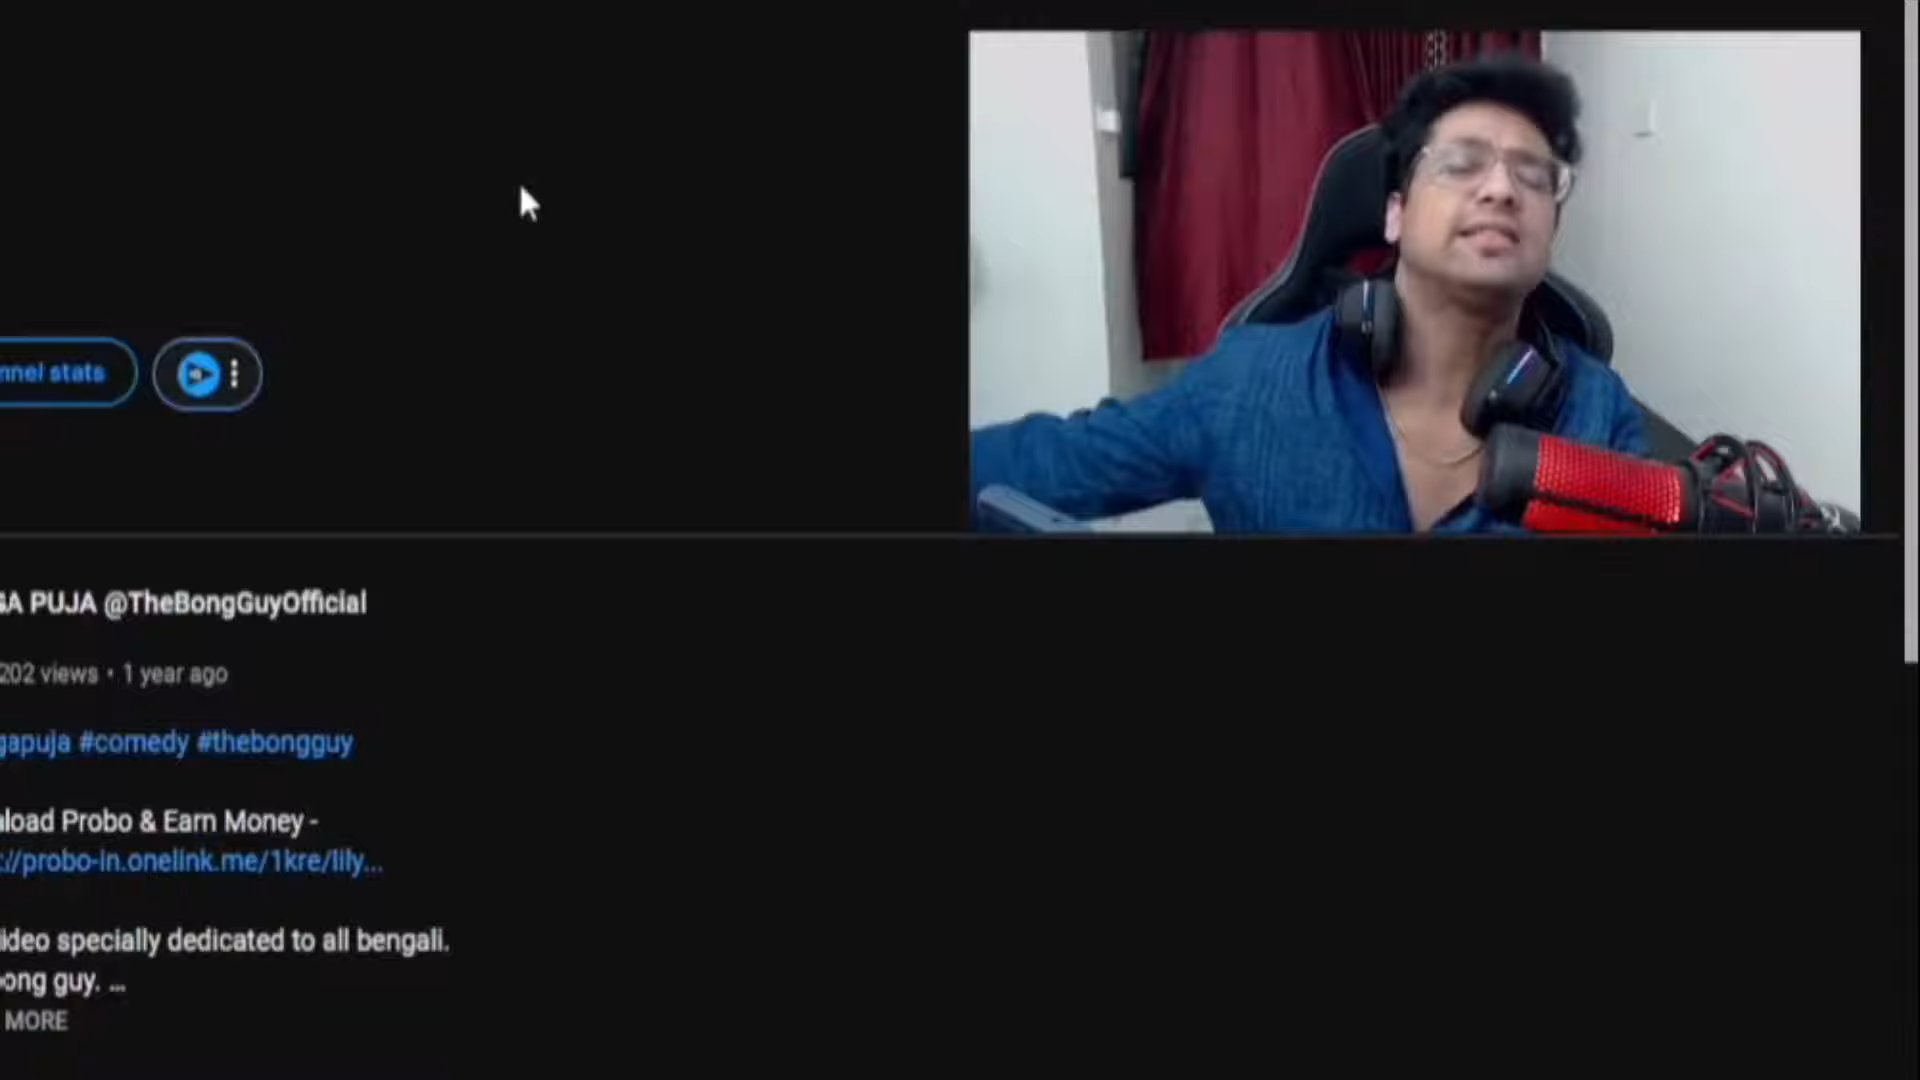 nnel stats
GA PUJA @TheBongGuyOfficial
202 views • 1 year ago
gapuja #comedy #thebongguy
load Probo & Earn Money -
://probo-in.onelink.me/1kre/lily...
ideo specially dedicated to all bengali.
ong guy. ...
MORE